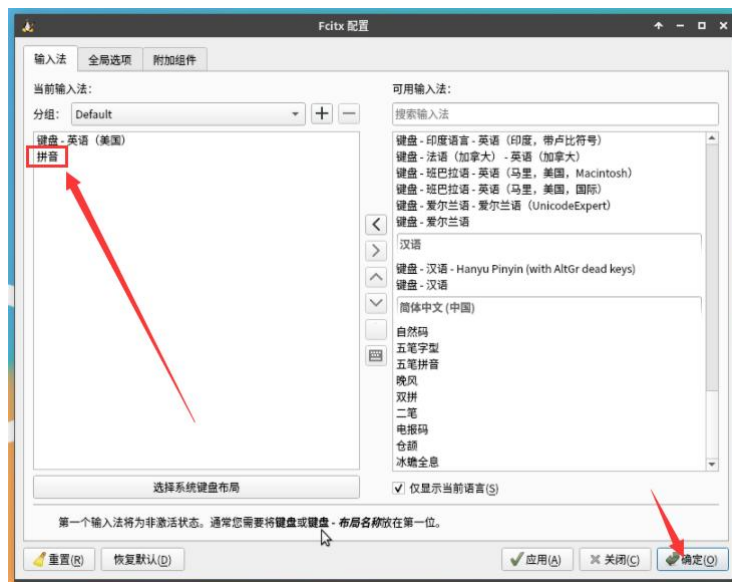 Fcitx 配置
输入法 全局选项 附加组件
当前输入法:
分组: Default
键盘 - 英语（美国）
拼音
选择系统键盘布局
可用输入法:
搜索输入法
键盘 - 印度语言 - 英语（印度，带卢比符号）
键盘 - 法语（加拿大）- 英语（加拿大）
键盘 - 班巴拉语 - 英语（马里，美国，Macintosh）
键盘 - 班巴拉语 - 英语（马里，美国，国际）
键盘 - 爱尔兰语 - 爱尔兰语（UnicodeExpert）
键盘 - 爱尔兰语
汉语
键盘 - 汉语 - Hanyu Pinyin (with AltGr dead keys)
键盘 - 汉语
简体中文 (中国)
自然码
五笔字型
五笔拼音
晚风
双拼
二笔
电报码
仓颉
冰蟾全息
仅显示当前语言(S)
第一个输入法将为非激活状态。通常您需要将键盘或键盘 - 布局名称放在第一位。
重置(R) 恢复默认(D) 应用(A) 关闭(C) 确定(O)